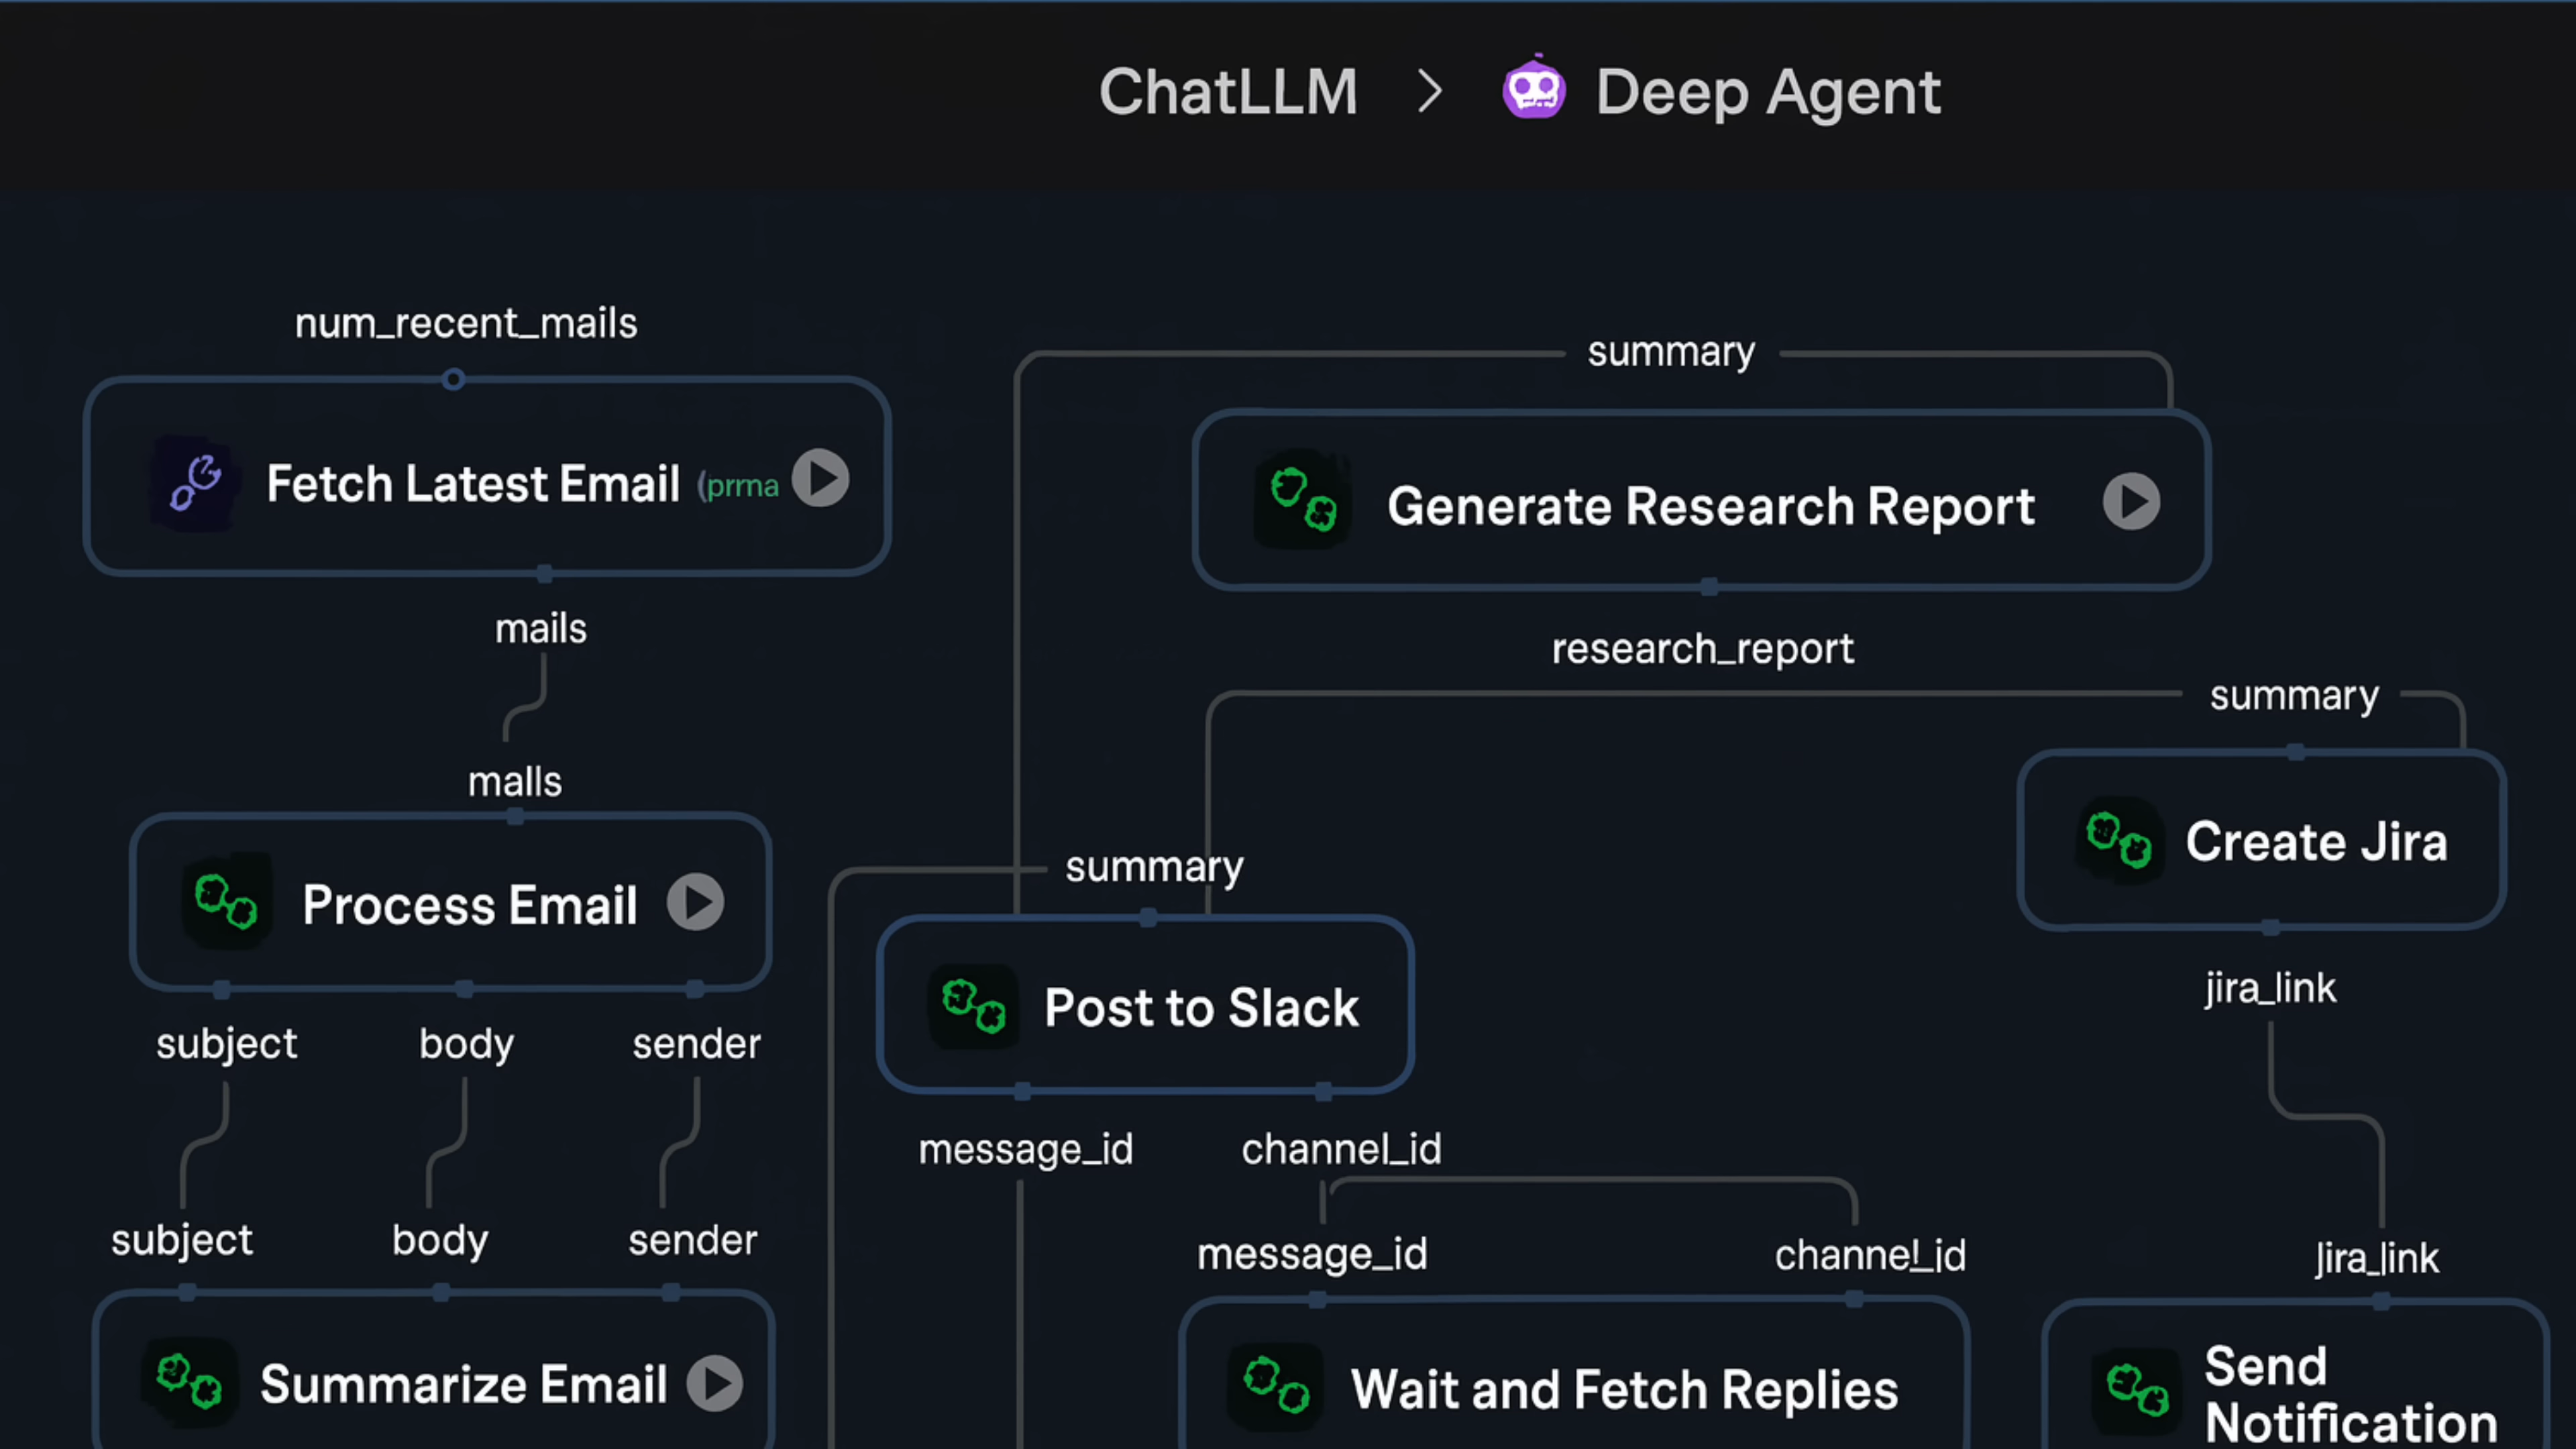 ChatLLM > Deep Agent
num_recent_mails
summary
Fetch Latest Email (prma
Generate Research Report
mails
research_report
summary
malls
summary
Process Email
Create Jira
Post to Slack
jira_link
subject body sender
message_id channel_id
subject body sender
message_id channel_id
Jira_link
Summarize Email
Wait and Fetch Replies
Send
Notification